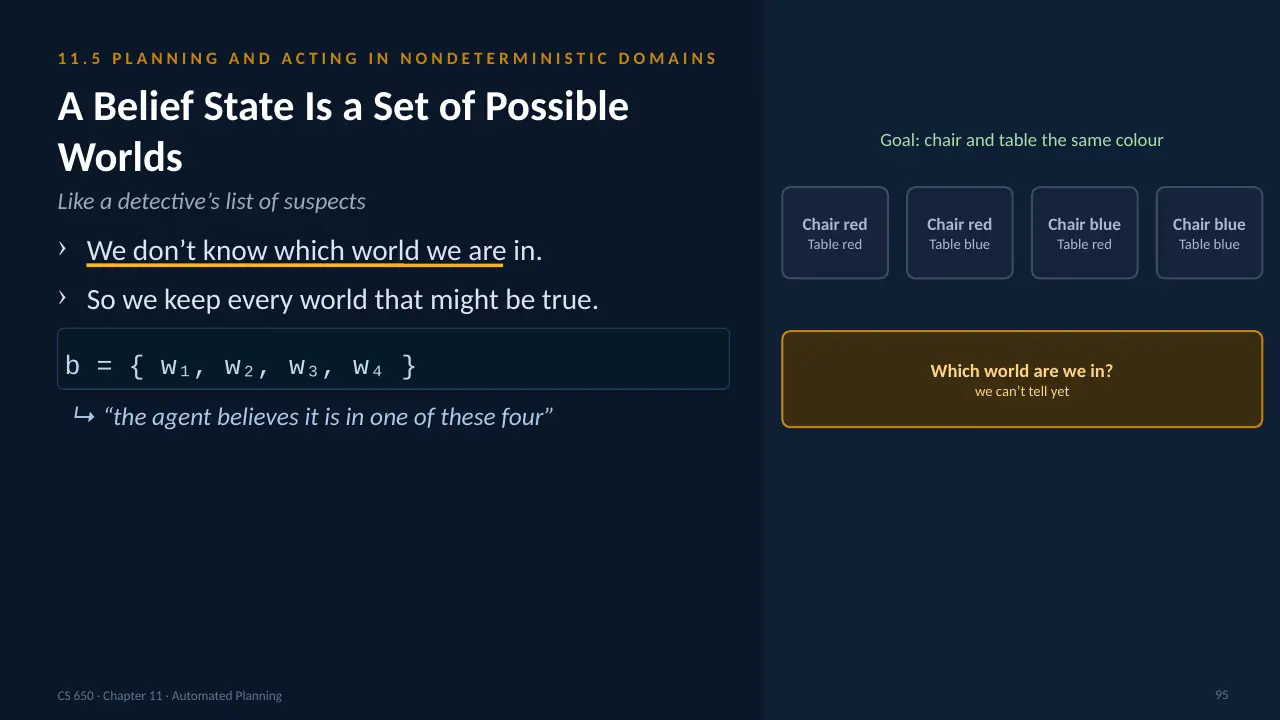 11.5 PLANNING AND ACTING IN NONDETERMINISTIC DOMAINS
A Belief State Is a Set of Possible
Worlds
Like a detective’s list of suspects
› We don’t know which world we are in.
› So we keep every world that might be true.
b = { w₁, w₂, w₃, w₄ }
↪ “the agent believes it is in one of these four”
Goal: chair and table the same colour
Chair red
Table red
Chair red
Table blue
Chair blue
Table red
Chair blue
Table blue
Which world are we in?
we can’t tell yet
CS 650 · Chapter 11 · Automated Planning
95